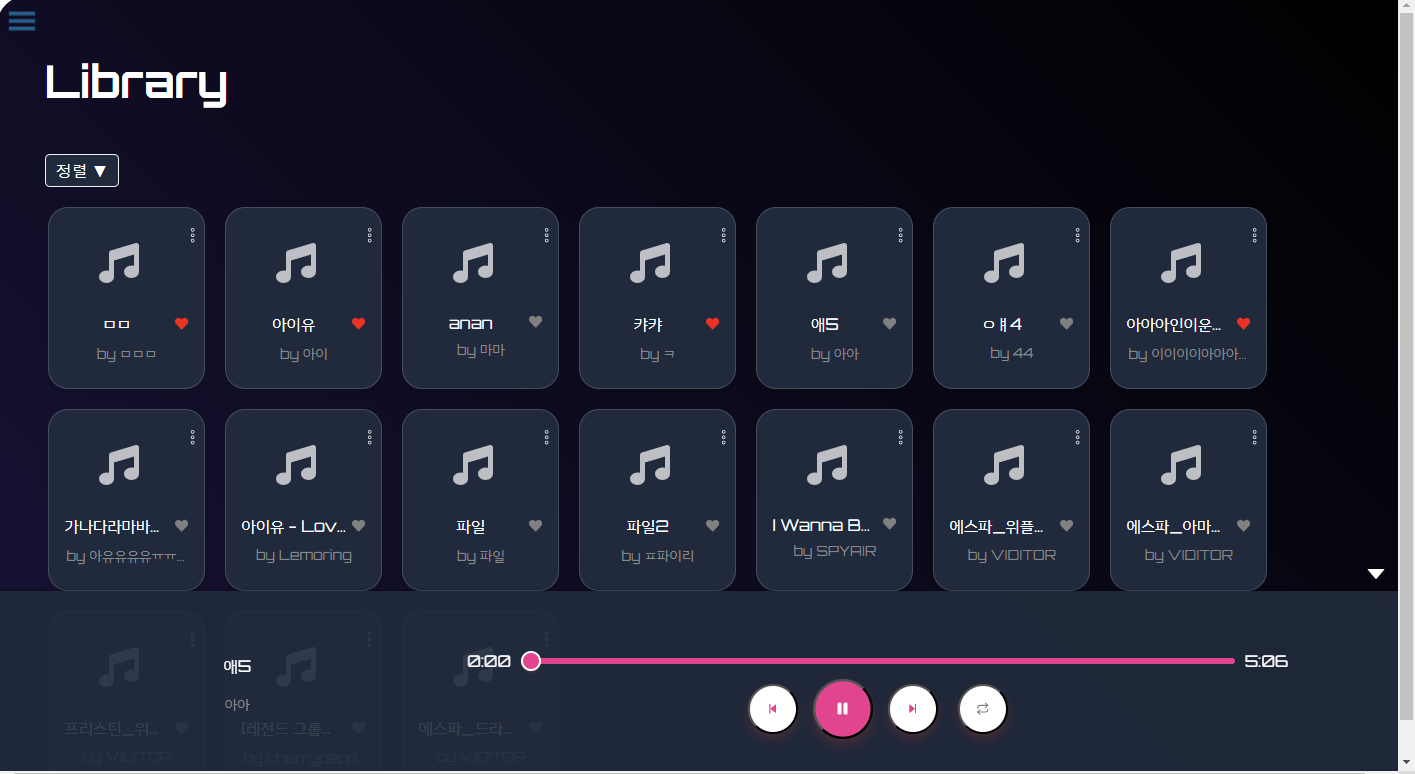 Library
정렬 ▼
ㅁㅁ
by ㅁㅁㅁ
아이유
by 아이
anan
by 마마
캬캬
by ㅋ
애5
by 아아
ㅇㅒ4
by 44
아아아인이운...
by 이이이이아아아...
가나다라마바...
by 아유유유유ㅠㅠ...
아이유 - Lov...
by Lemoring
파일
by 파일
파일2
by ㅍ파이리
I Wanna B...
by SPYAIR
에스파_위플...
by VIDITOR
에스파_아마...
by VIDITOR
프리스틴_위...
by VIDITOR
[레전드 그룹...
by cherrypepp...
에스파_드라...
by VIDITOR
애5
아아
0:00
5:06